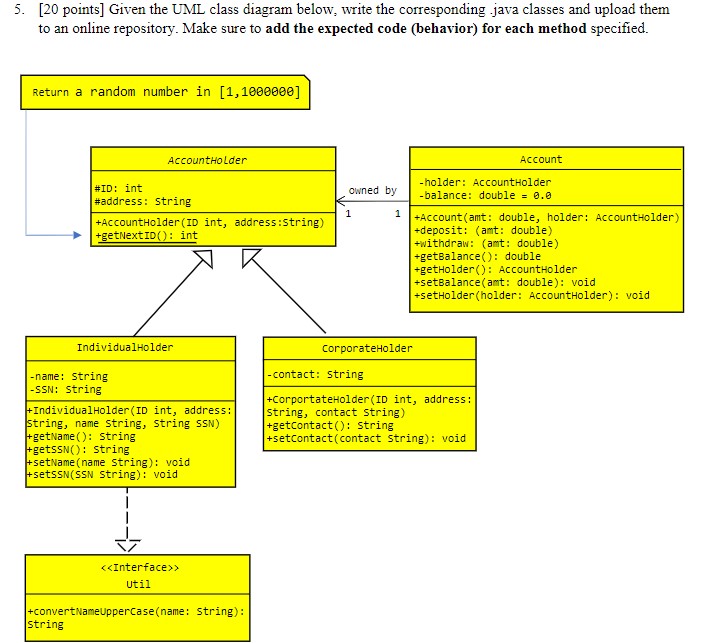 5. [20 points] Given the UML class diagram below, write the corresponding .java classes and upload them
to an online repository. Make sure to add the expected code (behavior) for each method specified.
Return a random number in [1,1000000]
AccountHolder
#ID: int
#address: String
+AccountHolder(ID int, address:String)
+getNextID(): int
owned by
1
1
Account
-holder: AccountHolder
-balance: double = 0.0
+Account(amt: double, holder: AccountHolder)
+deposit: (amt: double)
+withdraw: (amt: double)
+getBalance(): double
+getHolder(): AccountHolder
+setBalance(amt: double): void
+setHolder(holder: AccountHolder): void
IndividualHolder
-name: String
-SSN: String
+IndividualHolder(ID int, address:
String, name String, String SSN)
+getName(): String
+getSSN(): String
+setName(name String): void
+setSSN(SSN String): void
CorporateHolder
-contact: String
+CorportateHolder(ID int, address:
String, contact String)
+getContact(): String
+setContact(contact String): void
<<Interface>>
Util
+convertNameUpperCase(name: String):
String